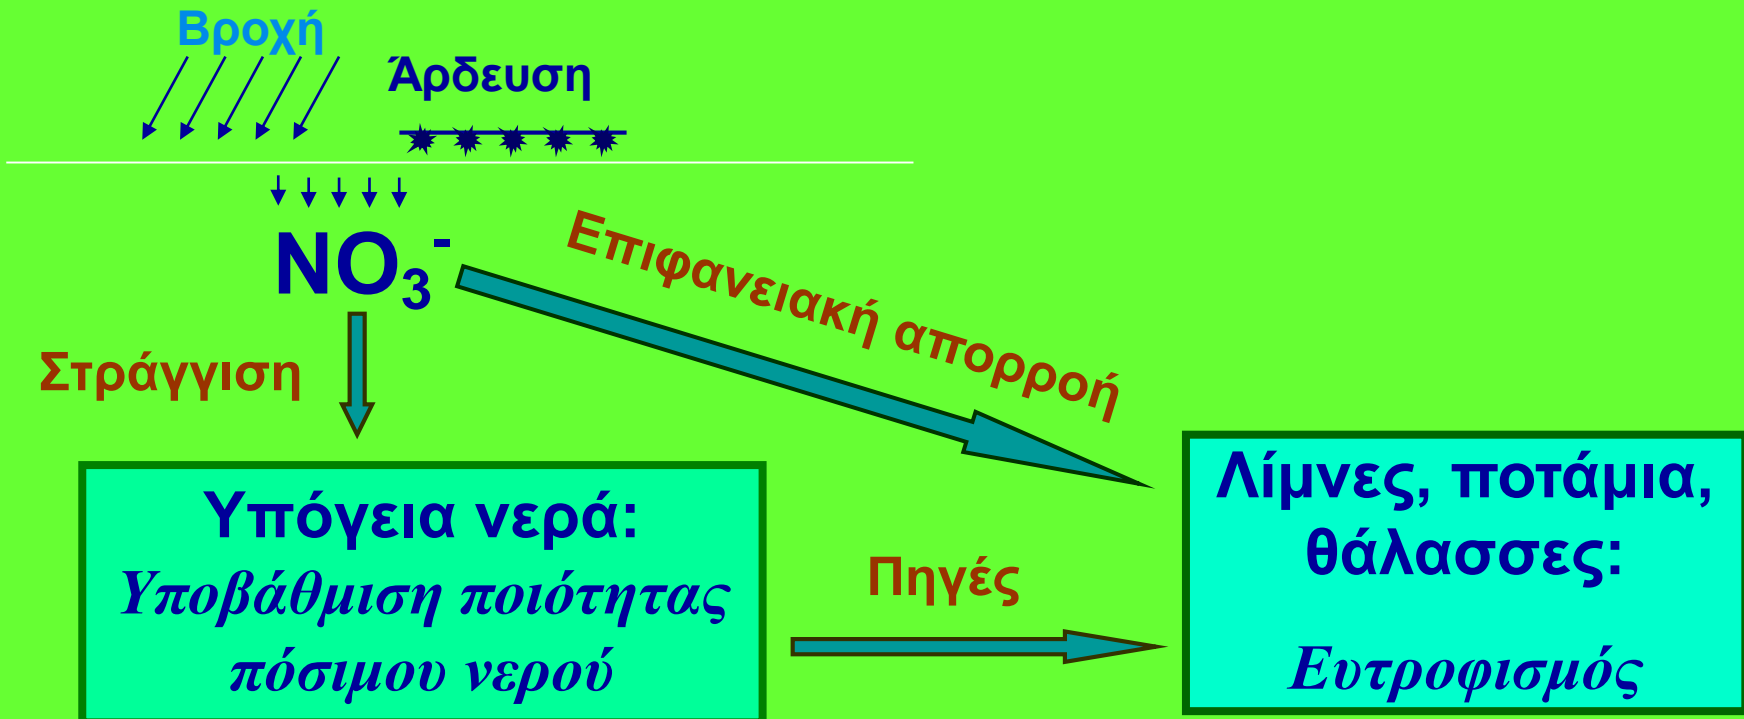 Βροχή
Άρδευση
NO₃⁻
Επιφανειακή απορροή
Στράγγιση
Υπόγεια νερά:
Υποβάθμιση ποιότητας
πόσιμου νερού
Πηγές
Λίμνες, ποτάμια,
θάλασσες:
Ευτροφισμός